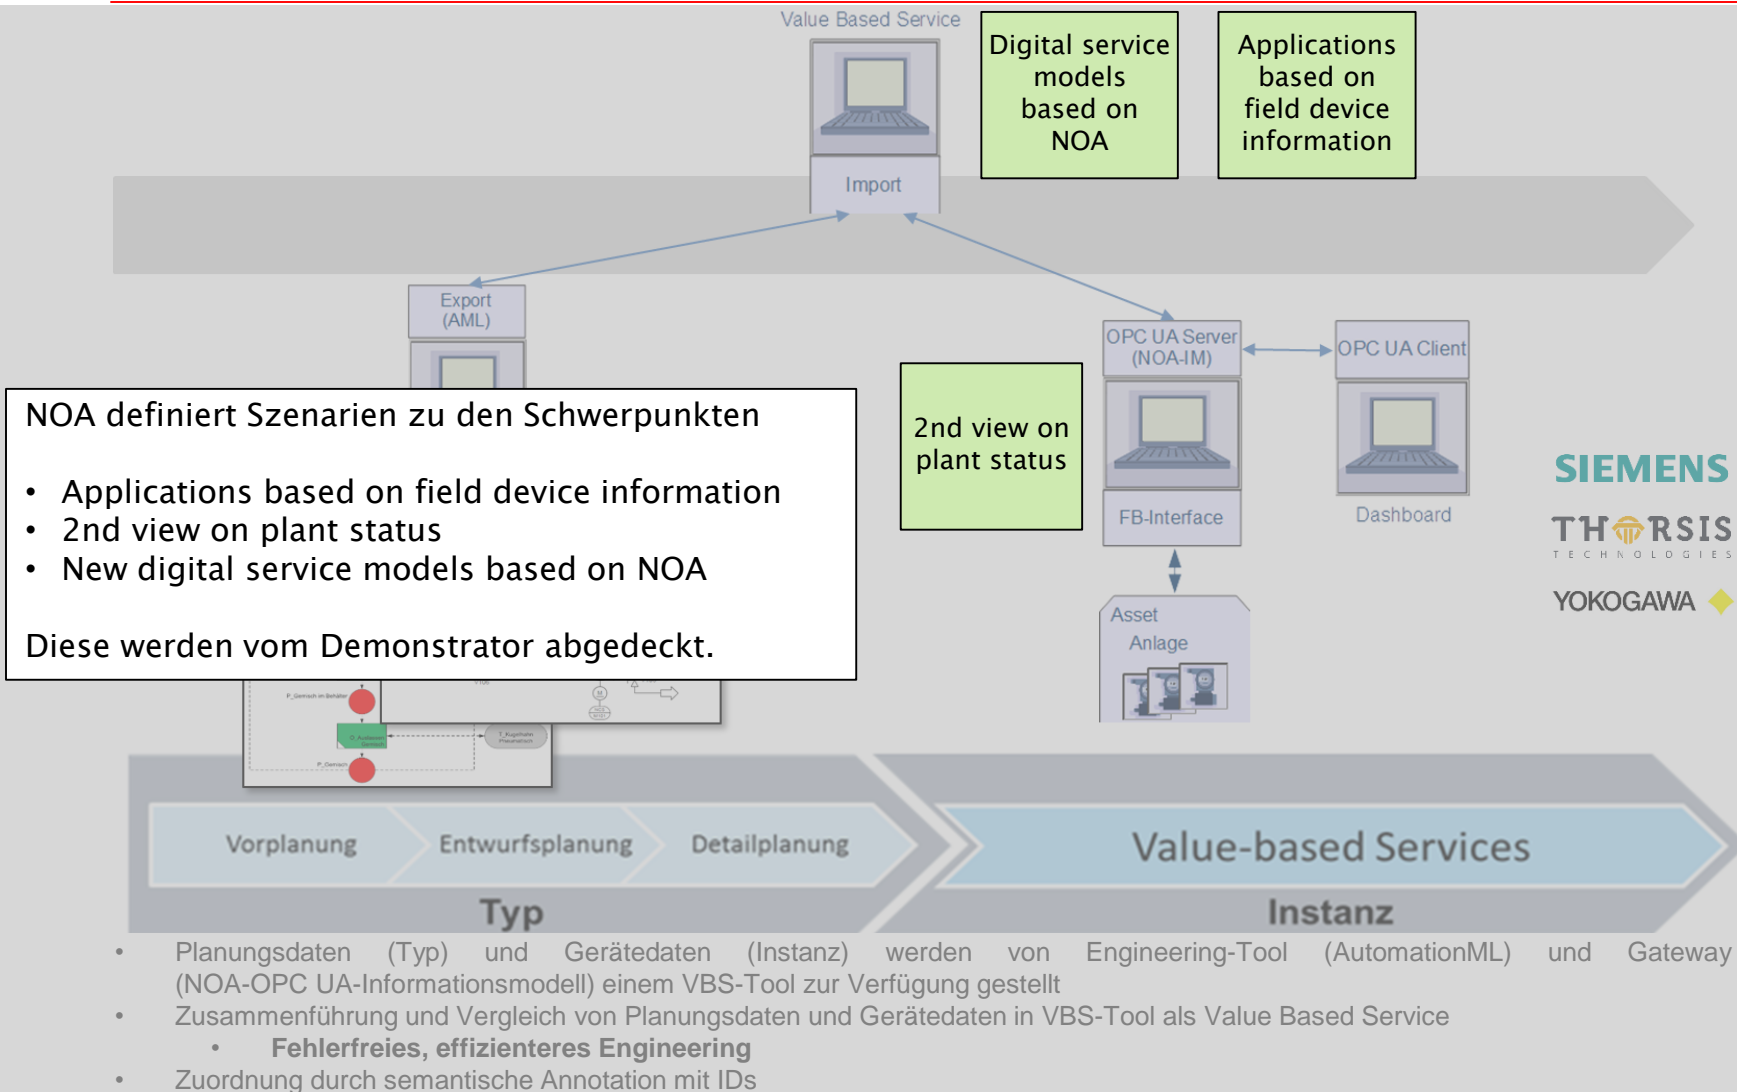 Value Based Service
Digital service
models
based on
NOA
Applications
based on
field device
information
Import
Export
(AML)
OPC UA Server
(NOA-IM)
OPC UA Client
NOA definiert Szenarien zu den Schwerpunkten
• Applications based on field device information
• 2nd view on plant status
• New digital service models based on NOA
Diese werden vom Demonstrator abgedeckt.
2nd view on
plant status
FB-Interface
Dashboard
SIEMENS
THORSIS
TECHNOLOGIES
YOKOGAWA
Asset
Anlage
P_Gemisch im Behälter
M
T_Kugelhahn
Pneumatisch
P_Gemisch
Vorplanung
Entwurfsplanung
Detailplanung
Value-based Services
Typ
Instanz
• Planungsdaten (Typ) und Gerätedaten (Instanz) werden von Engineering-Tool (AutomationML) und Gateway
(NOA-OPC UA-Informationsmodell) einem VBS-Tool zur Verfügung gestellt
• Zusammenführung und Vergleich von Planungsdaten und Gerätedaten in VBS-Tool als Value Based Service
• Fehlerfreies, effizienteres Engineering
• Zuordnung durch semantische Annotation mit IDs